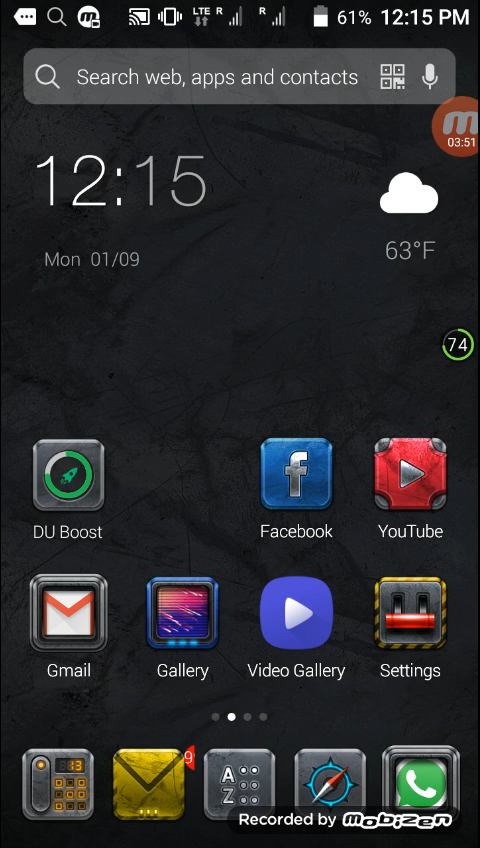 LTE R R 61% 12:15 PM
Search web, apps and contacts
m
03:51
12:15
63°F
Mon 01/09
74
DU Boost
f
Facebook
YouTube
Gmail
Gallery
Video Gallery
Settings
13
9
A
Z
Recorded by Mobizen